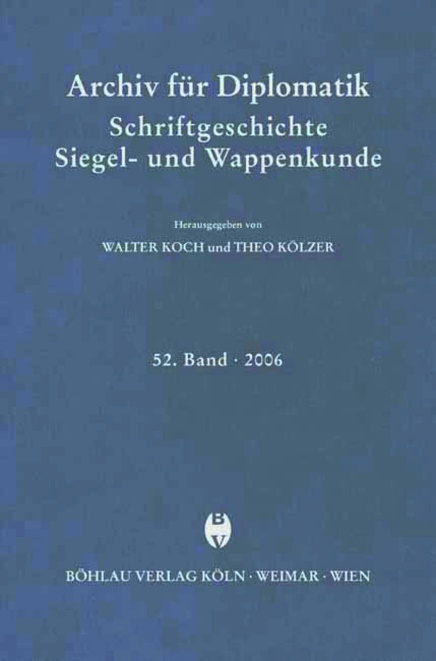 Archiv für Diplomatik
Schriftgeschichte
Siegel- und Wappenkunde
Herausgegeben von
WALTER KOCH und THEO KÖLZER
52. Band · 2006
B
V
BÖHLAU VERLAG KÖLN · WEIMAR · WIEN